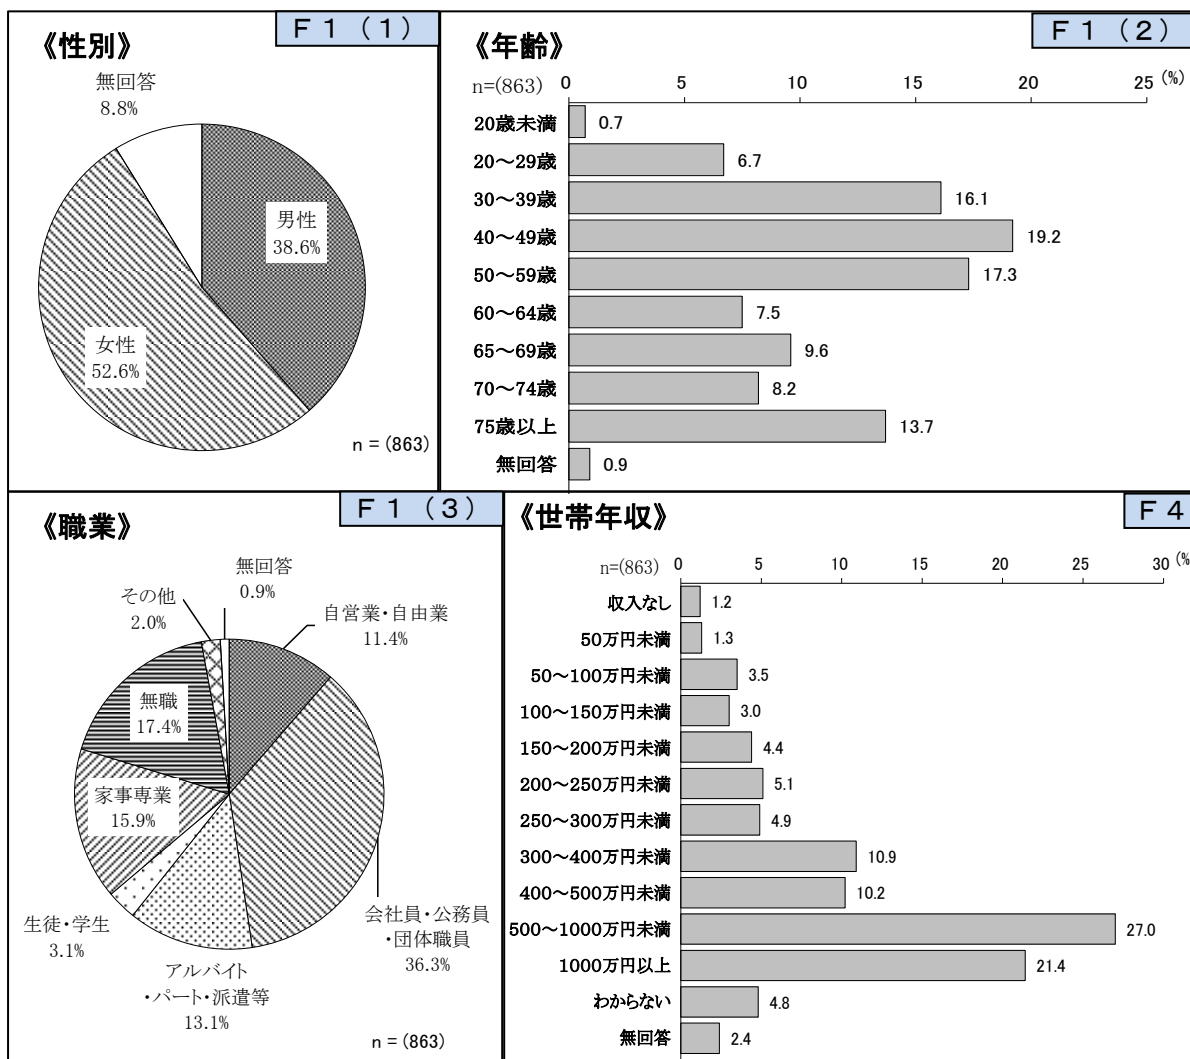 F1(1)
《性別》
無回答
8.8%
男性
38.6%
女性
52.6%
n=(863)
F1(2)
《年齢》
n=(863)
0 5 10 15 20 25 (%)
20歳未満 0.7
20～29歳 6.7
30～39歳 16.1
40～49歳 19.2
50～59歳 17.3
60～64歳 7.5
65～69歳 9.6
70～74歳 8.2
75歳以上 13.7
無回答 0.9
F1(3)
《職業》
無回答
0.9%
その他
2.0%
自営業・自由業
11.4%
無職
17.4%
家事専業
15.9%
生徒・学生
3.1%
アルバイト
・パート・派遣等
13.1%
会社員・公務員
・団体職員
36.3%
n=(863)
F4
《世帯年収》
n=(863)
0 5 10 15 20 25 30 (%
収入なし 1.2
50万円未満 1.3
50～100万円未満 3.5
100～150万円未満 3.0
150～200万円未満 4.4
200～250万円未満 5.1
250～300万円未満 4.9
300～400万円未満 10.9
400～500万円未満 10.2
500～1000万円未満 27.0
1000万円以上 21.4
わからない 4.8
無回答 2.4